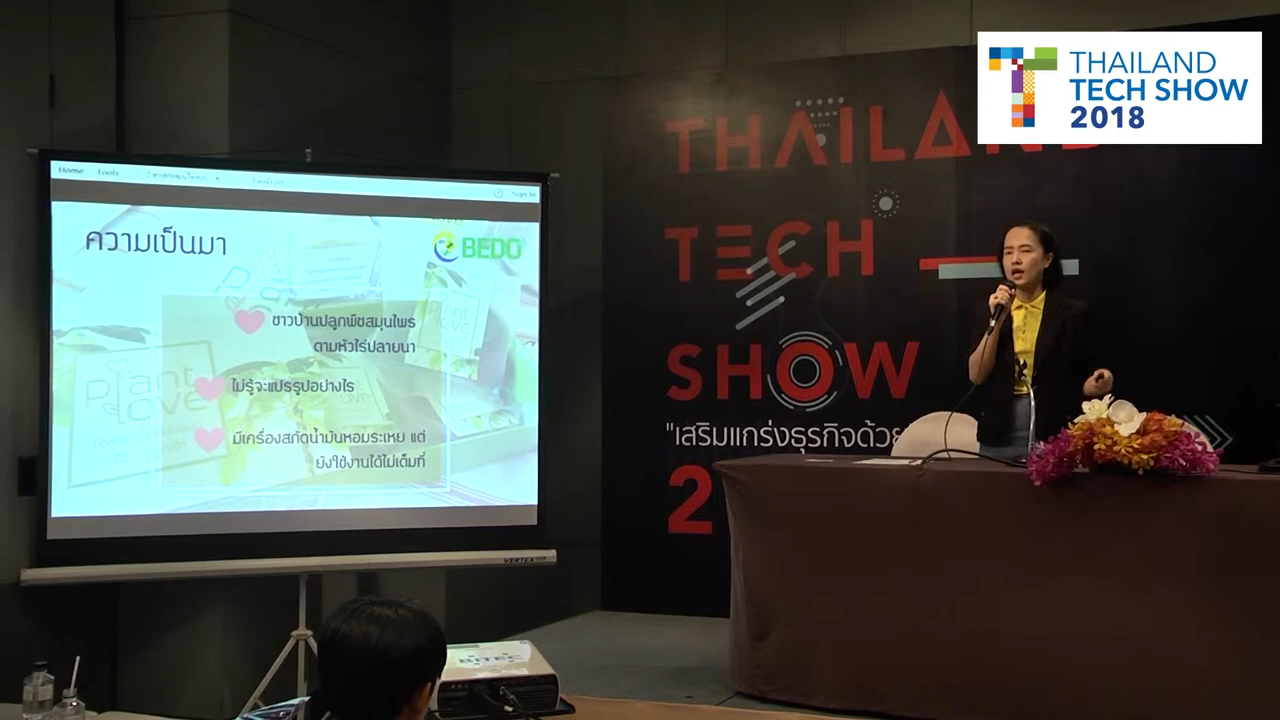 THAILAND
TECH SHOW
2018
Home Tools
Sign In
ความเป็นมา
BEDO
ชาวบ้านปลูกพืชสมุนไพร
ตามหัวไร่ปลายนา
ไม่รู้จะแปรรูปอย่างไร
มีเครื่องสกัดน้ำมันหอมระเหย แต่
ยังใช้งานได้ไม่เต็มที่
Plant
love
VERTEX
THAILAND
TECH
SHOW
"เสริมแกร่งธุรกิจด้วย
2
BITEC